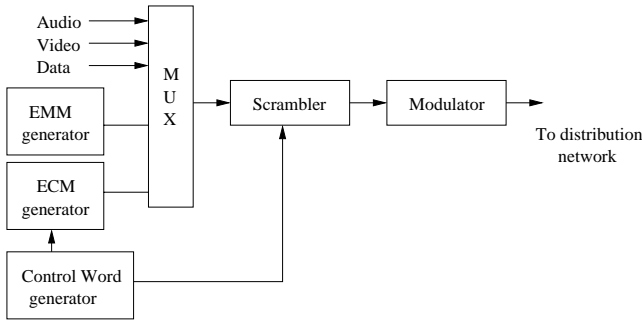 Audio
Video
Data
M
U
X
EMM
generator
ECM
generator
Control Word
generator
Scrambler
Modulator
To distribution
network